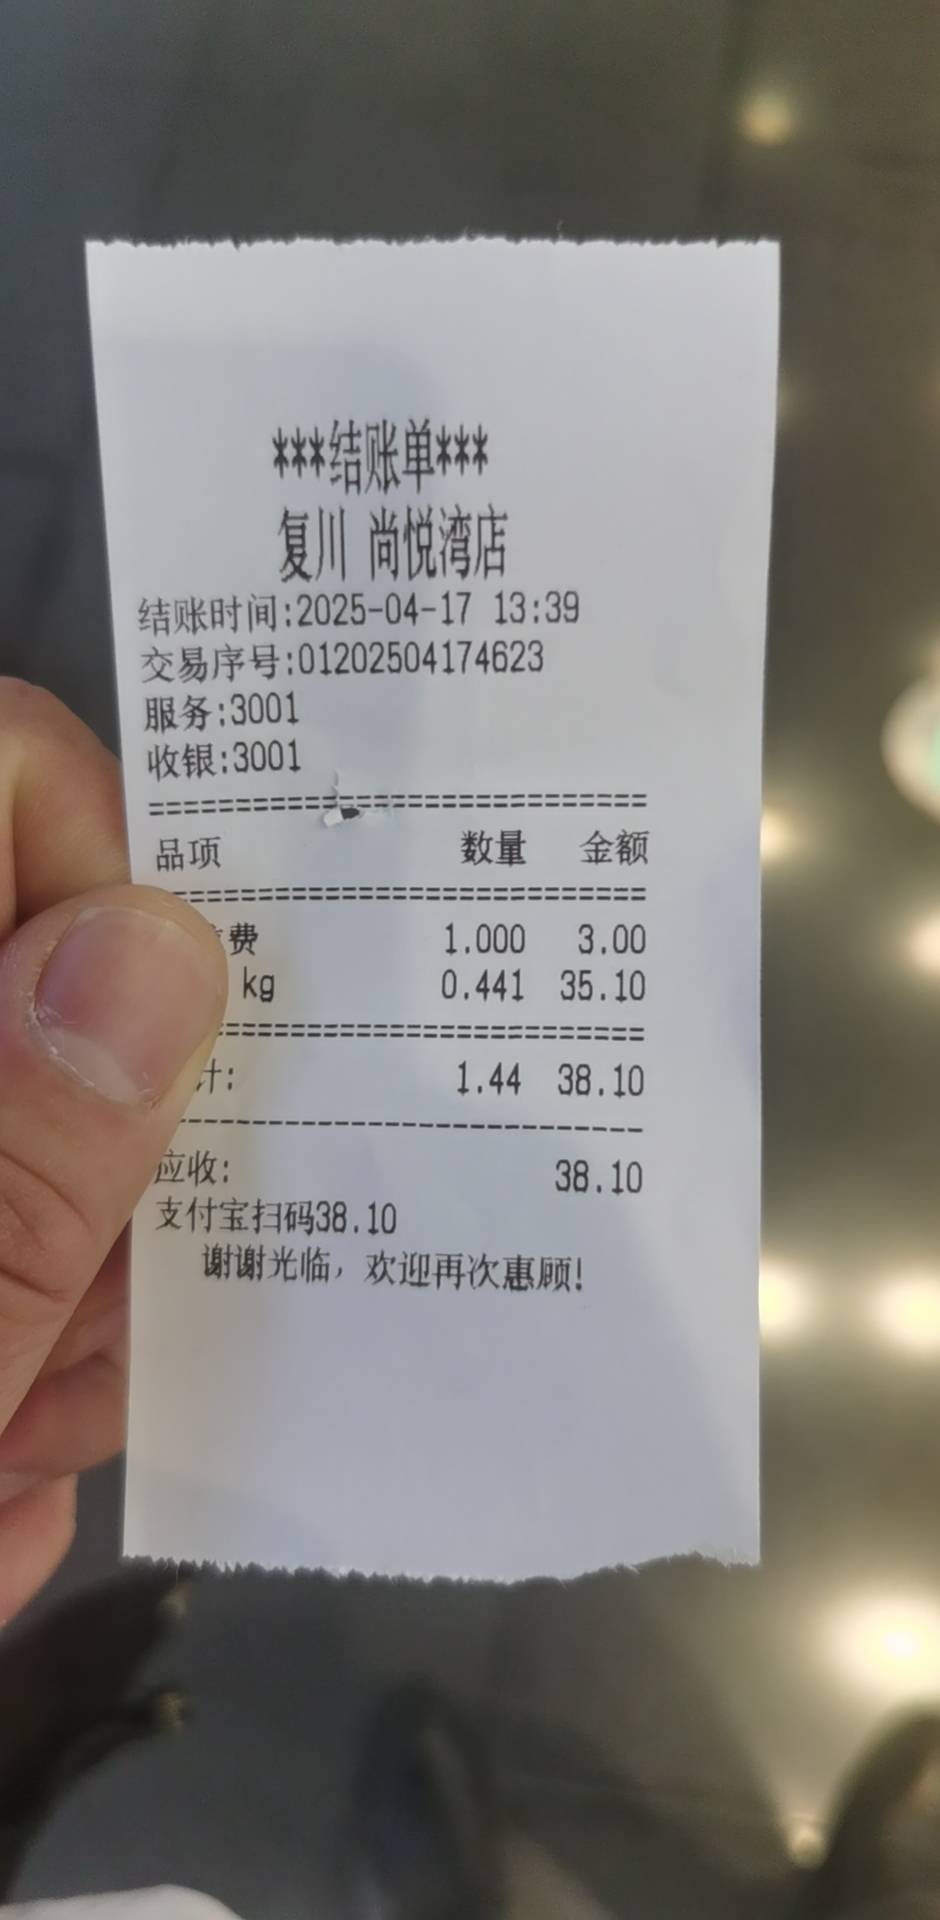 ***结账单***
复川 尚悦湾店
结账时间:2025-04-17 13:39
交易序号:01202504174623
服务:3001
收银:3001
============================
品项 数量 金额
============================
费 1.000 3.00
kg 0.441 35.10
============================
计: 1.44 38.10
----------------------------
应收: 38.10
支付宝扫码38.10
谢谢光临，欢迎再次惠顾!